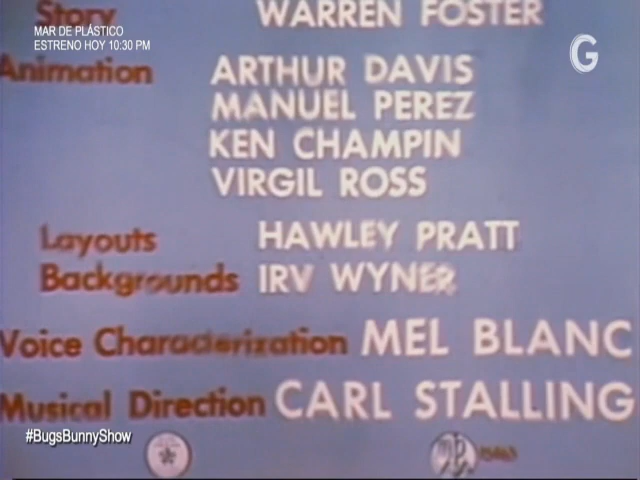 Story WARREN FOSTER
MAR DE PLÁSTICO
ESTRENO HOY 10:30 PM
G
Animation ARTHUR DAVIS
MANUEL PEREZ
KEN CHAMPIN
VIRGIL ROSS
Layouts HAWLEY PRATT
Backgrounds IRV WYNER
Voice Characterization MEL BLANC
Musical Direction CARL STALLING
#BugsBunnyShow